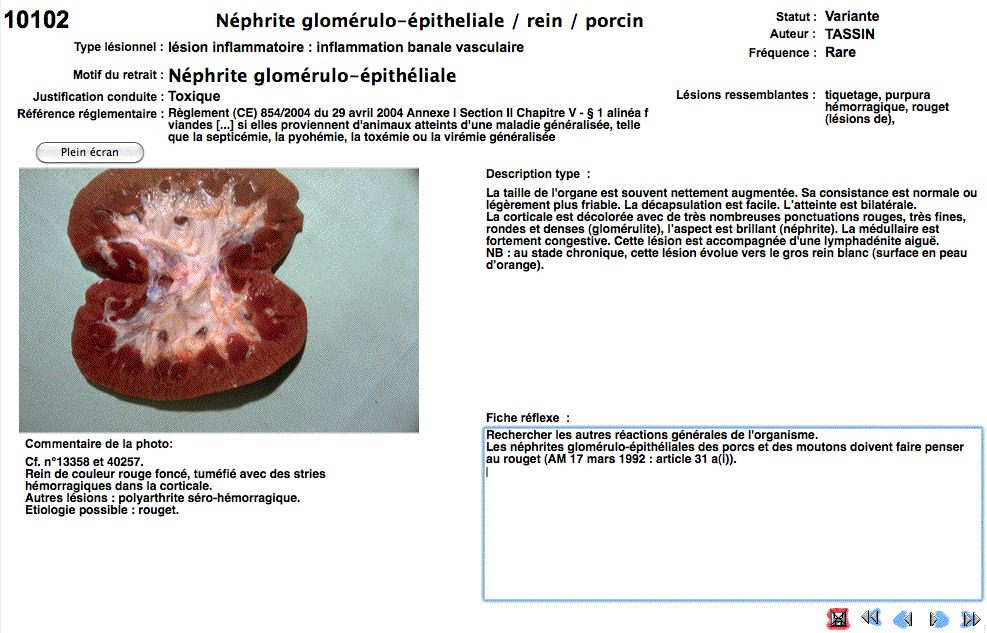 10102
Néphrite glomérulo-épitheliale / rein / porcin
Statut : Variante
Auteur : TASSIN
Fréquence : Rare
Type lésionnel : lésion inflammatoire : inflammation banale vasculaire
Motif du retrait : Néphrite glomérulo-épithéliale
Justification conduite : Toxique
Référence réglementaire : Règlement (CE) 854/2004 du 29 avril 2004 Annexe I Section II Chapitre V - § 1 alinéa f
viandes [...] si elles proviennent d'animaux atteints d'une maladie généralisée, telle
que la septicémie, la pyohémie, la toxémie ou la virémie généralisée
Lésions ressemblantes : tiquetage, purpura
hémorragique, rouget
(lésions de),
Plein écran
Description type :
La taille de l'organe est souvent nettement augmentée. Sa consistance est normale ou
légèrement plus friable. La décapsulation est facile. L'atteinte est bilatérale.
La corticale est décolorée avec de très nombreuses ponctuations rouges, très fines,
rondes et denses (glomérulite), l'aspect est brillant (néphrite). La médullaire est
fortement congestive. Cette lésion est accompagnée d'une lymphadénite aiguë.
NB : au stade chronique, cette lésion évolue vers le gros rein blanc (surface en peau
d'orange).
Commentaire de la photo:
Cf. n°13358 et 40257.
Rein de couleur rouge foncé, tuméfié avec des stries
hémorragiques dans la corticale.
Autres lésions : polyarthrite séro-hémorragique.
Etiologie possible : rouget.
Fiche réflexe :
Rechercher les autres réactions générales de l'organisme.
Les néphrites glomérulo-épithéliales des porcs et des moutons doivent faire penser
au rouget (AM 17 mars 1992 : article 31 a(i)).